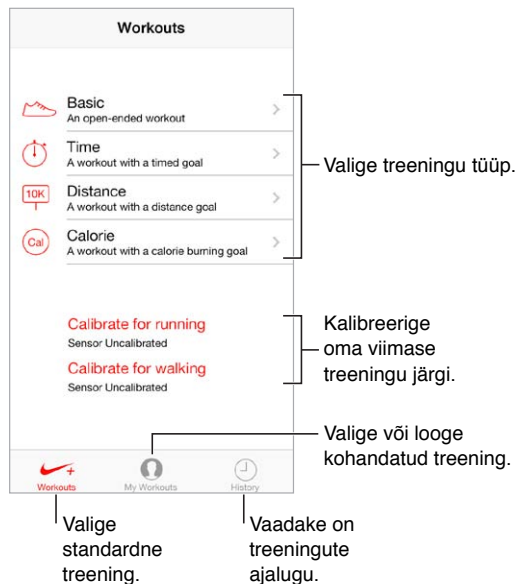 Workouts
Basic
An open-ended workout
Time
A workout with a timed goal
10K
Distance
A workout with a distance goal
Cal
Calorie
A workout with a calorie burning goal
Valige treeningu tüüp.
Calibrate for running
Sensor Uncalibrated
Calibrate for walking
Sensor Uncalibrated
Kalibreerige
oma viimase
treeningu järgi.
Valige või looge
kohandatud treening.
Workouts
My Workouts
History
Valige
standardne
treening.
Vaadake on
treeningute
ajalugu.